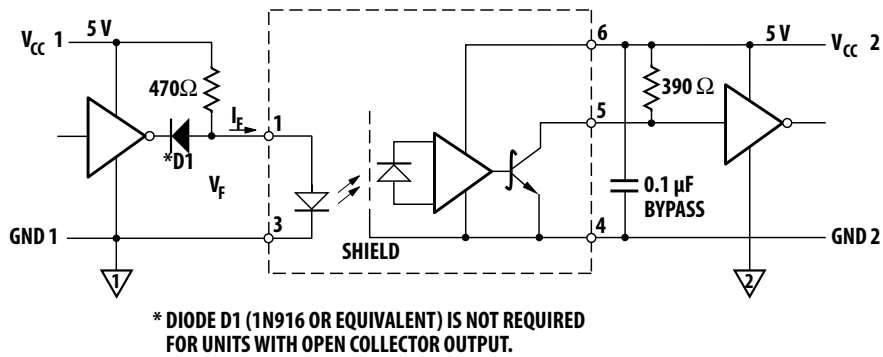 V_CC 1
5 V
470Ω
I_F
1
*D1
V_F
3
GND 1
1
SHIELD
6
5 V
V_CC 2
390 Ω
5
0.1 µF
BYPASS
4
GND 2
2
* DIODE D1 (1N916 OR EQUIVALENT) IS NOT REQUIRED
FOR UNITS WITH OPEN COLLECTOR OUTPUT.